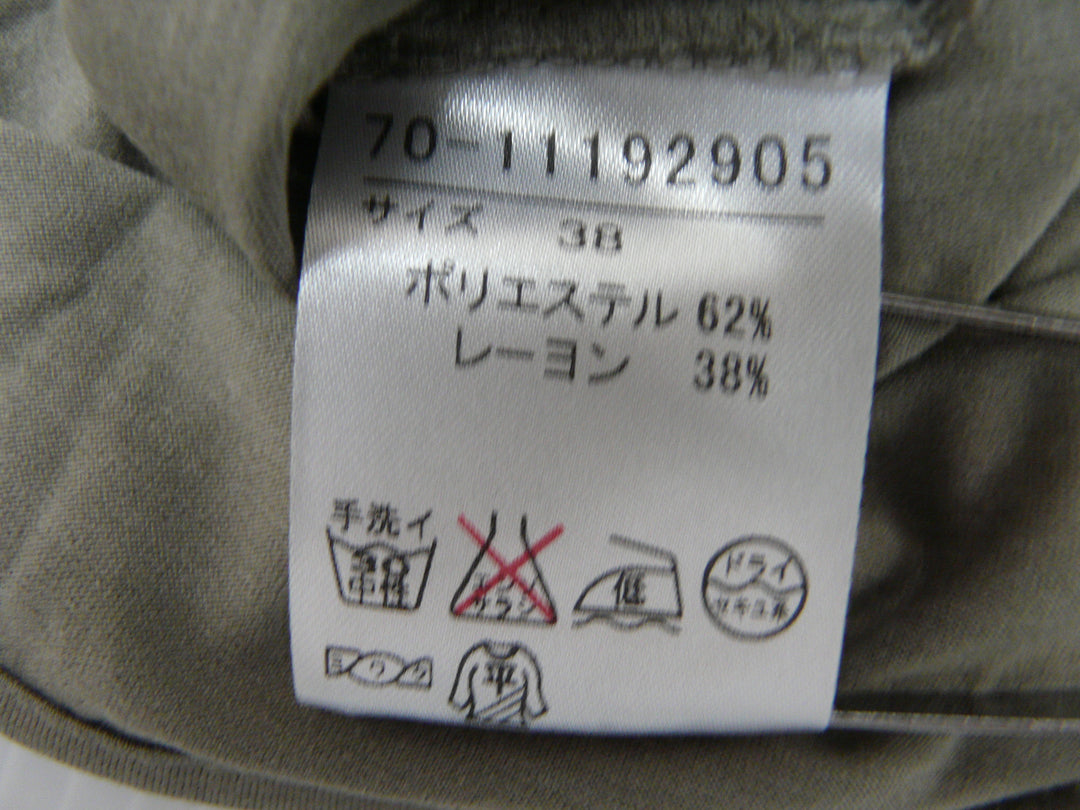 70-11192905
サイズ 38
ポリエステル 62%
レーヨン 38%
手洗イ
30
中性
エンソ
サラシ
低
ドライ
セキユ系
ヨワク
平